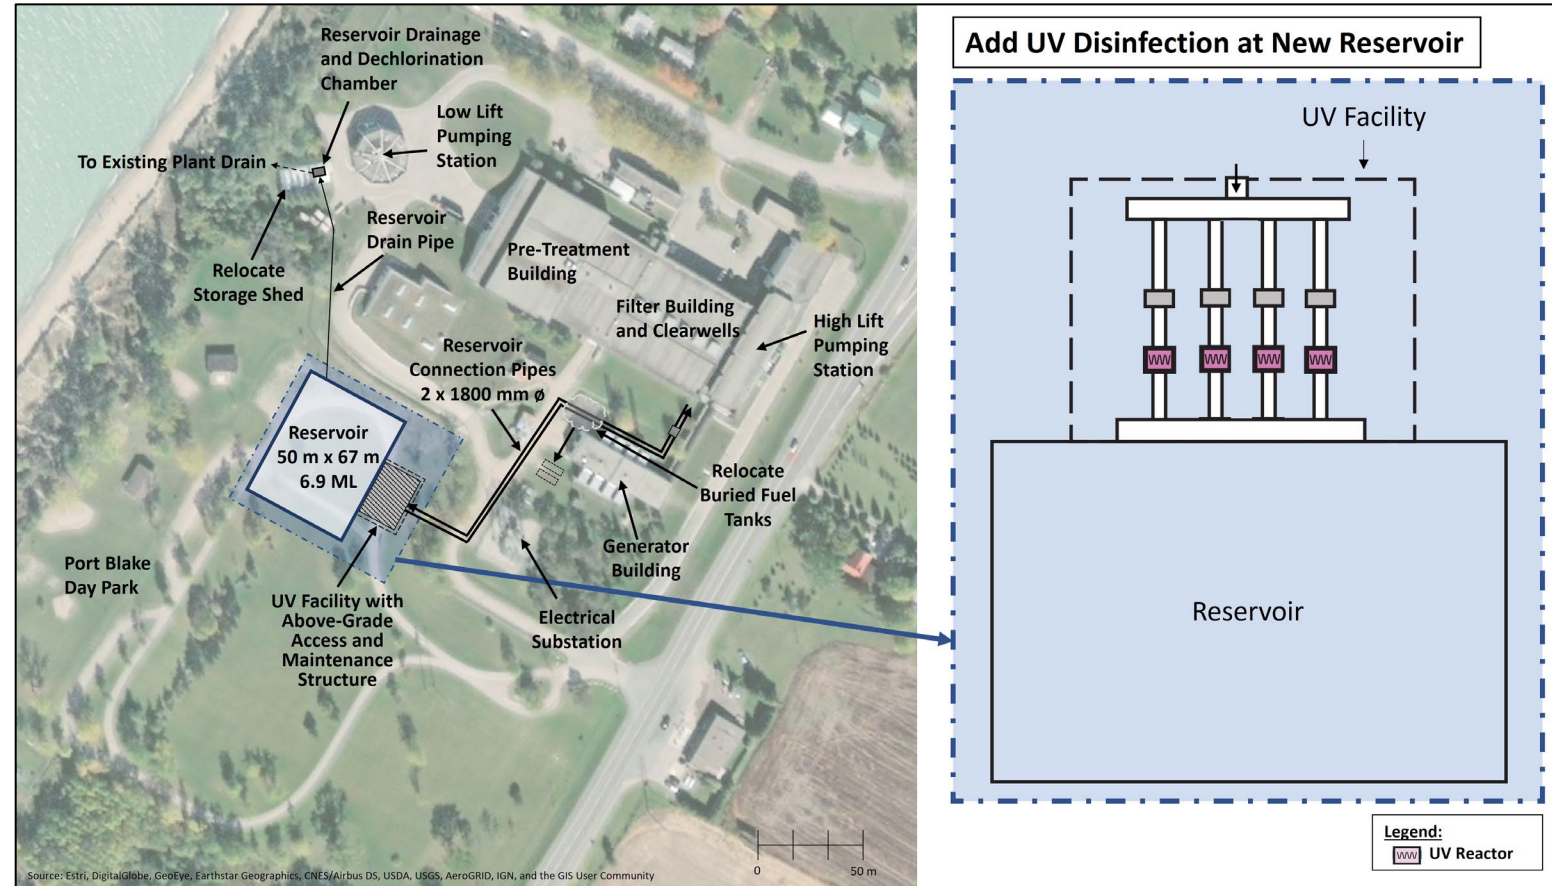 Reservoir Drainage
and Dechlorination
Chamber
Low Lift
Pumping
Station
To Existing Plant Drain
Reservoir
Drain Pipe
Relocate
Storage Shed
Pre-Treatment
Building
Filter Building
and Clearwells
High Lift
Pumping
Station
Reservoir
Connection Pipes
2 x 1800 mm ø
Reservoir
50 m x 67 m
6.9 ML
Relocate
Buried Fuel
Tanks
Generator
Building
Port Blake
Day Park
UV Facility with
Above-Grade
Access and
Maintenance
Structure
Electrical
Substation
0
50 m
Source: Estri, DigitalGlobe, GeoEye, Earthstar Geographics, CNES/Airbus DS, USDA, USGS, AeroGRID, IGN, and the GIS User Community
Add UV Disinfection at New Reservoir
UV Facility
Reservoir
Legend:
UV Reactor